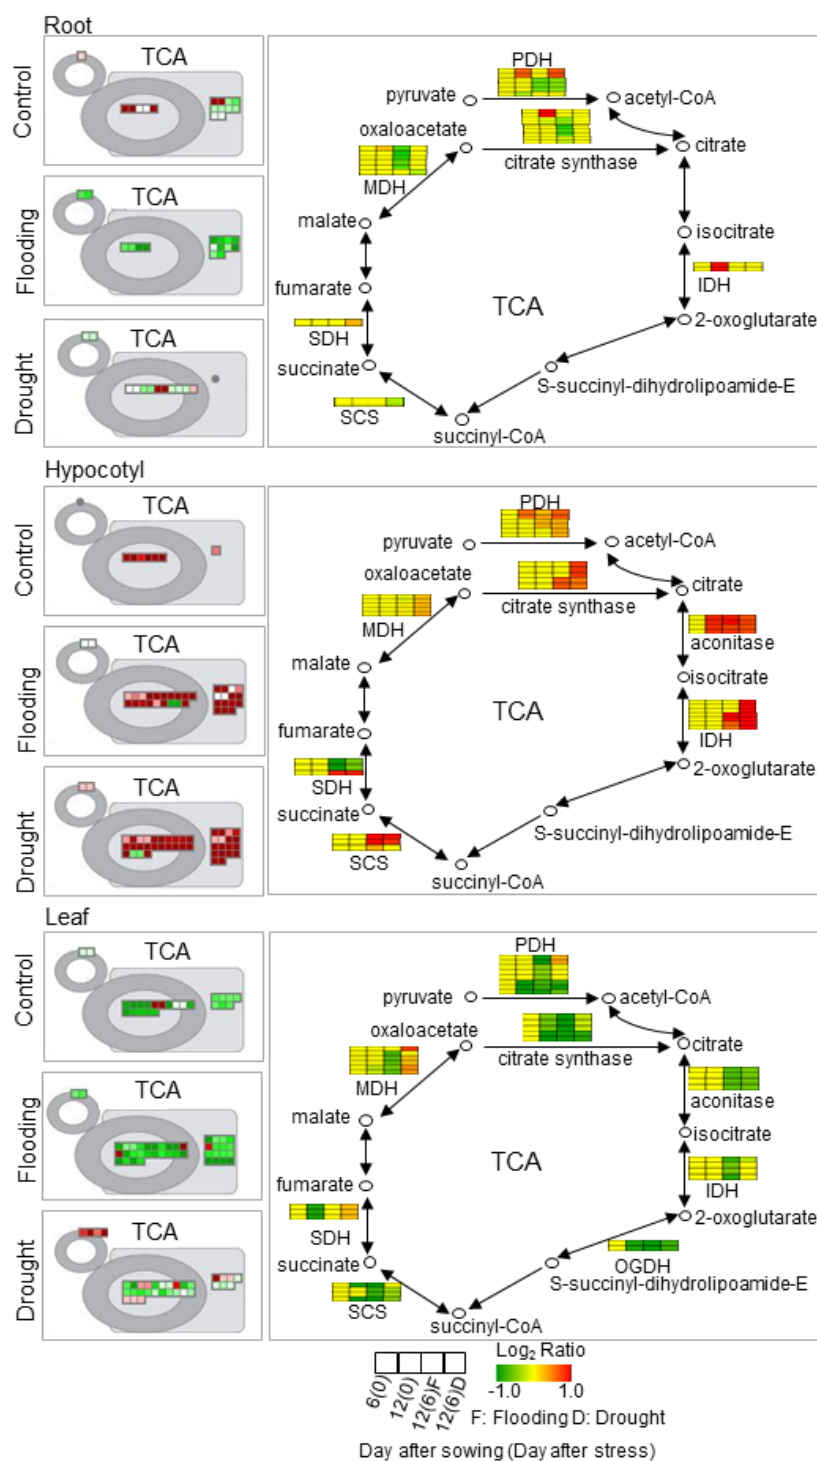 Root
Control
TCA
Flooding
TCA
Drought
TCA
PDH
pyruvate
acetyl-CoA
oxaloacetate
citrate synthase
citrate
MDH
malate
isocitrate
fumarate
IDH
TCA
SDH
2-oxoglutarate
succinate
S-succinyl-dihydrolipoamide-E
SCS
succinyl-CoA
Hypocotyl
Control
TCA
Flooding
TCA
Drought
TCA
PDH
pyruvate
acetyl-CoA
oxaloacetate
citrate synthase
citrate
MDH
aconitase
malate
isocitrate
TCA
fumarate
IDH
SDH
2-oxoglutarate
succinate
S-succinyl-dihydrolipoamide-E
SCS
succinyl-CoA
Leaf
Control
TCA
Flooding
TCA
Drought
TCA
PDH
pyruvate
acetyl-CoA
oxaloacetate
citrate synthase
citrate
MDH
aconitase
malate
isocitrate
TCA
fumarate
IDH
SDH
2-oxoglutarate
succinate
OGDH
S-succinyl-dihydrolipoamide-E
SCS
succinyl-CoA
6(0)
12(0)
12(6)F
12(6)D
Log₂ Ratio
-1.0 1.0
F: Flooding D: Drought
Day after sowing (Day after stress)